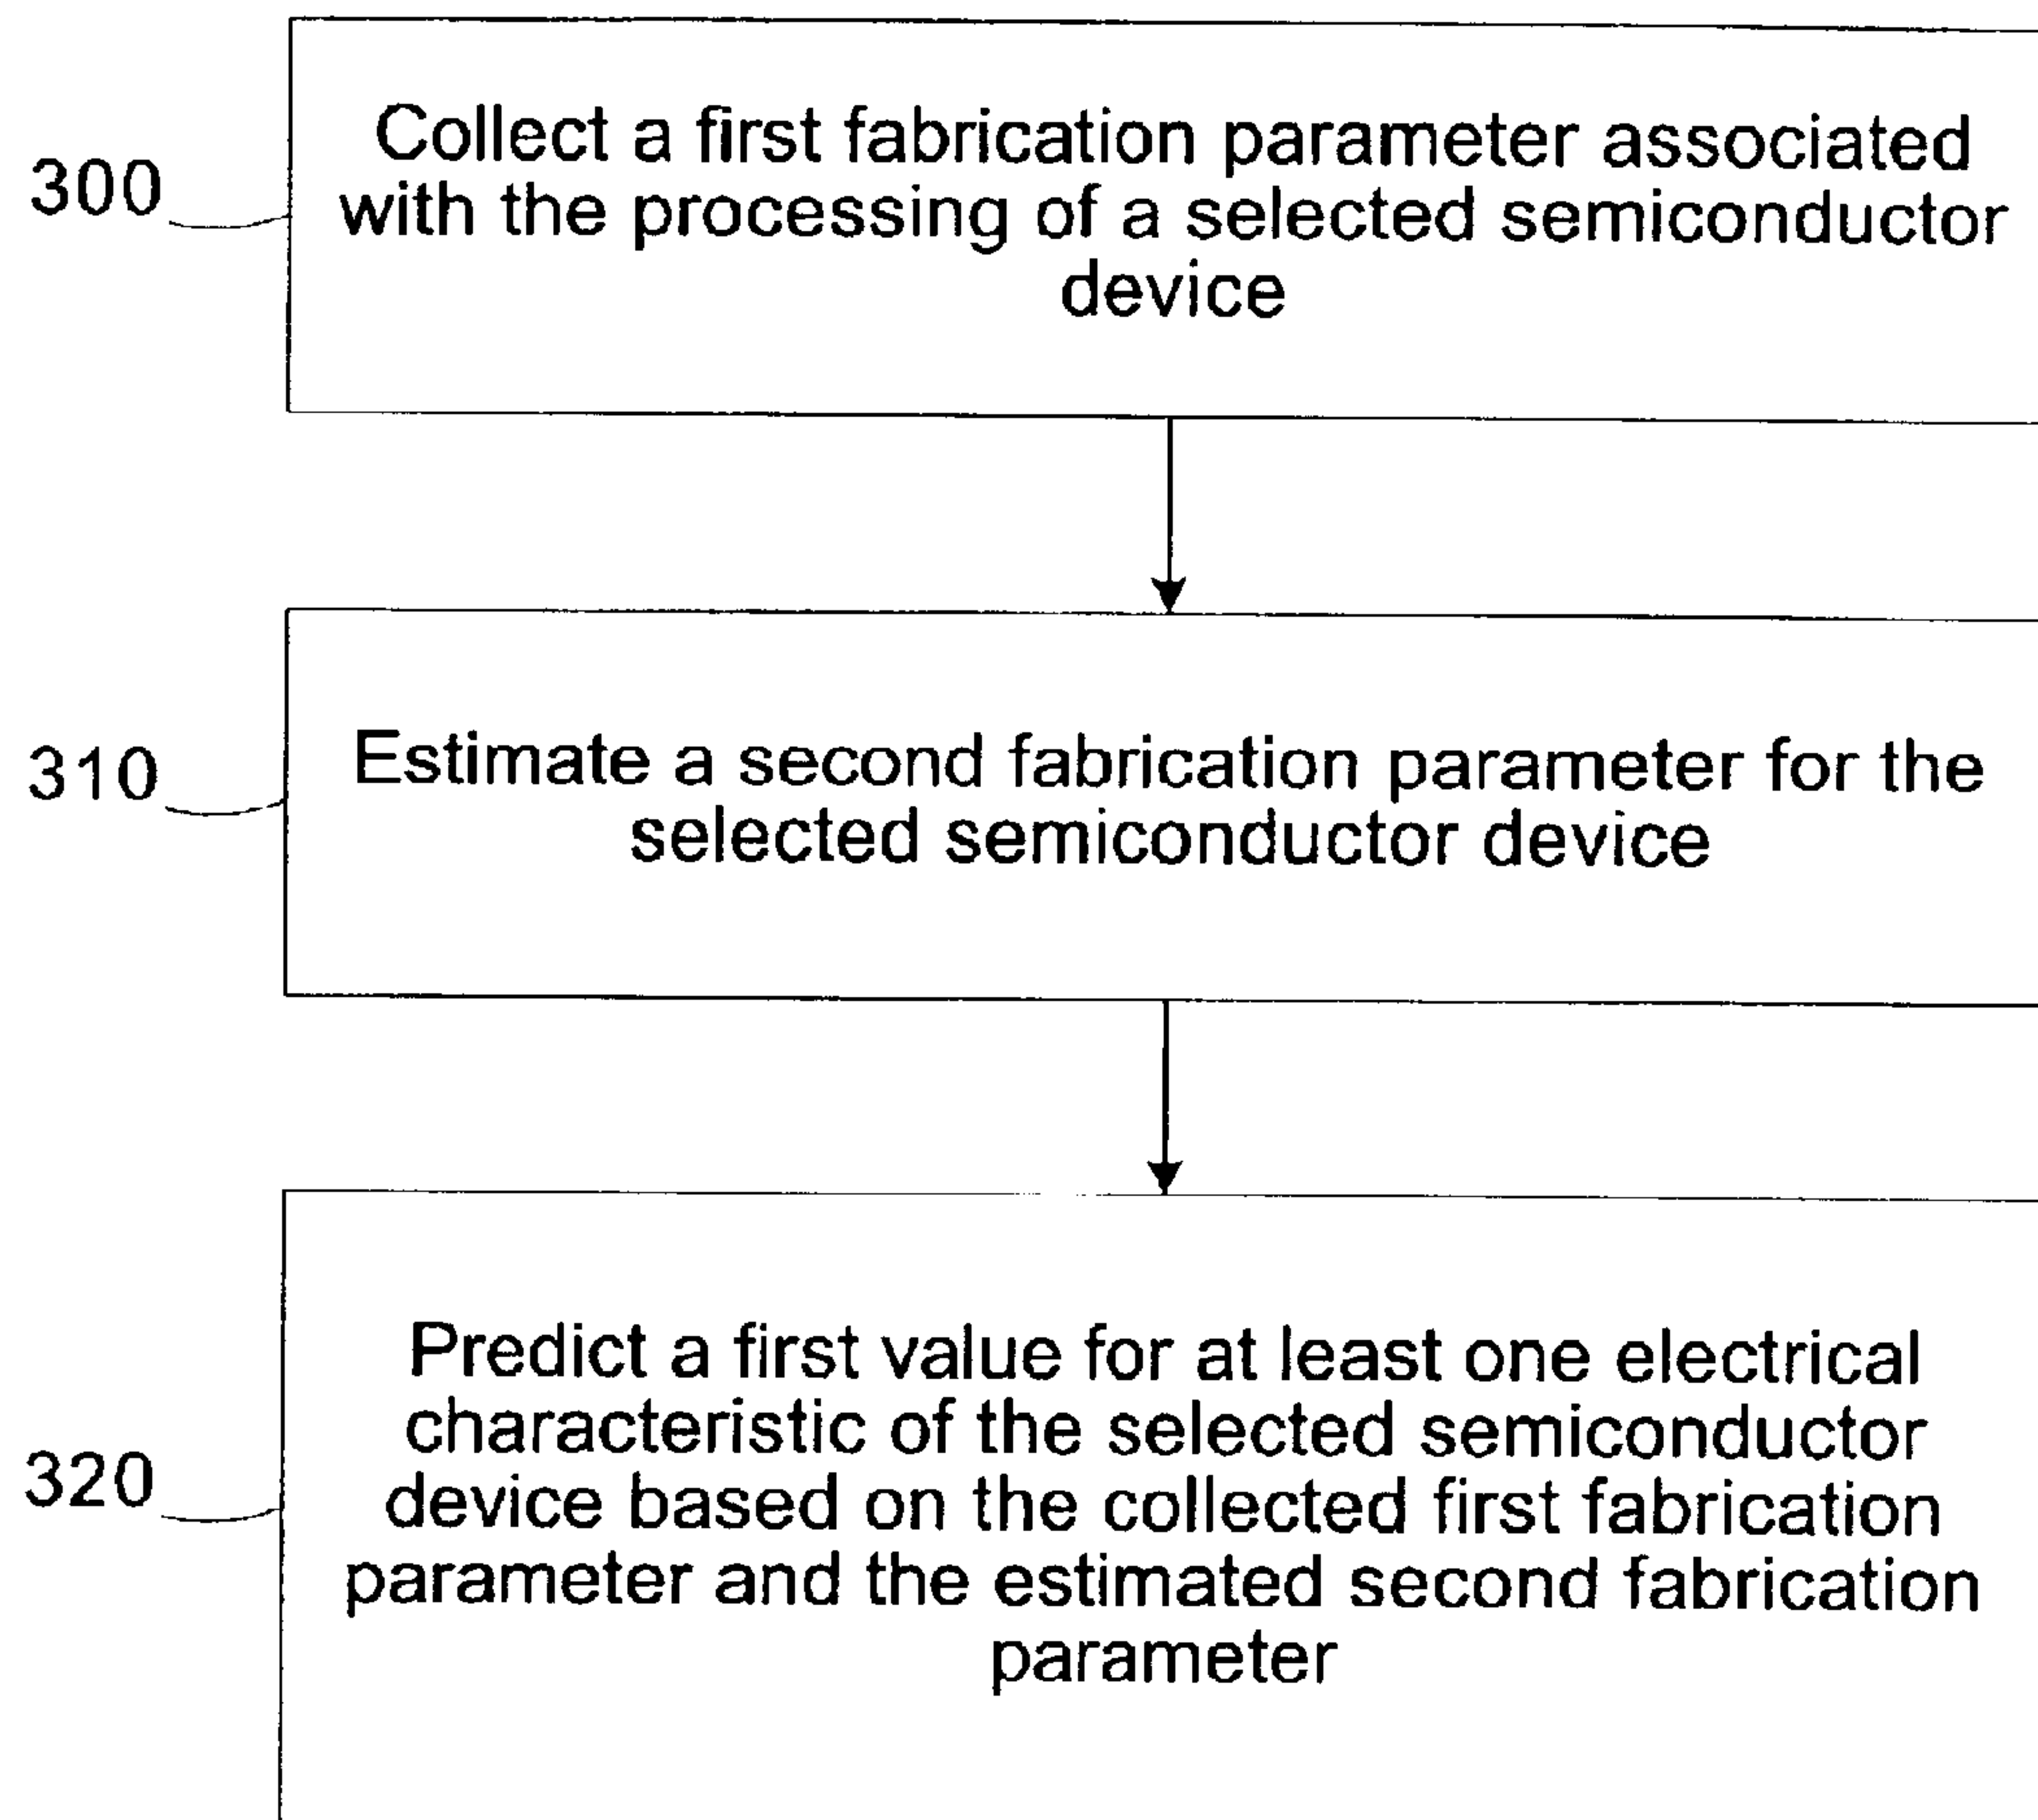 300
Collect a first fabrication parameter associated
with the processing of a selected semiconductor
device
310
Estimate a second fabrication parameter for the
selected semiconductor device
320
Predict a first value for at least one electrical
characteristic of the selected semiconductor
device based on the collected first fabrication
parameter and the estimated second fabrication
parameter